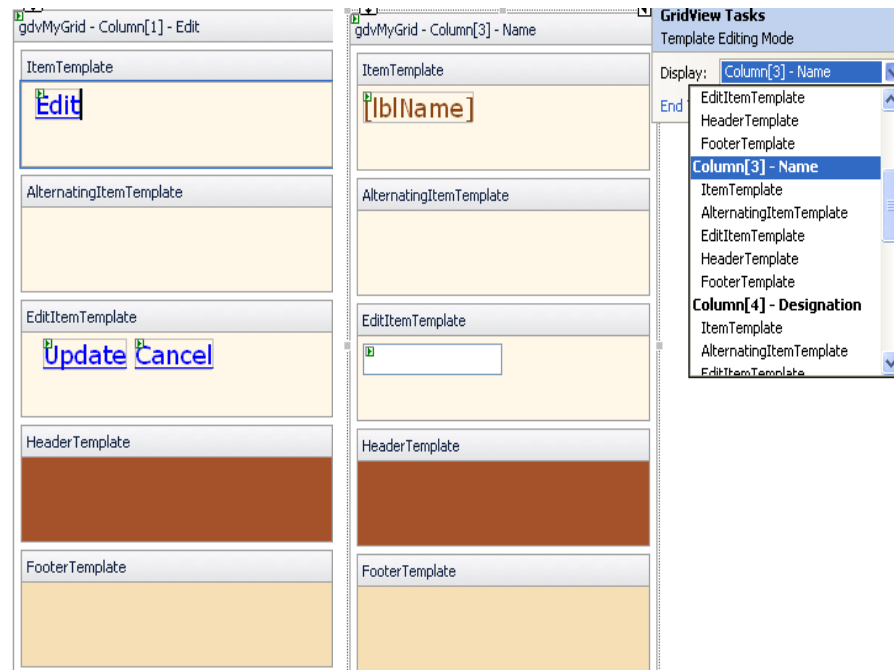 gdvMyGrid - Column[1] - Edit
ItemTemplate
Edit
AlternatingItemTemplate
EditItemTemplate
Update Cancel
HeaderTemplate
FooterTemplate
gdvMyGrid - Column[3] - Name
ItemTemplate
[lblName]
AlternatingItemTemplate
EditItemTemplate
HeaderTemplate
FooterTemplate
GridView Tasks
Template Editing Mode
Display: Column[3] - Name
End
EditItemTemplate
HeaderTemplate
FooterTemplate
Column[3] - Name
ItemTemplate
AlternatingItemTemplate
EditItemTemplate
HeaderTemplate
FooterTemplate
Column[4] - Designation
ItemTemplate
AlternatingItemTemplate
EditItemTemplate